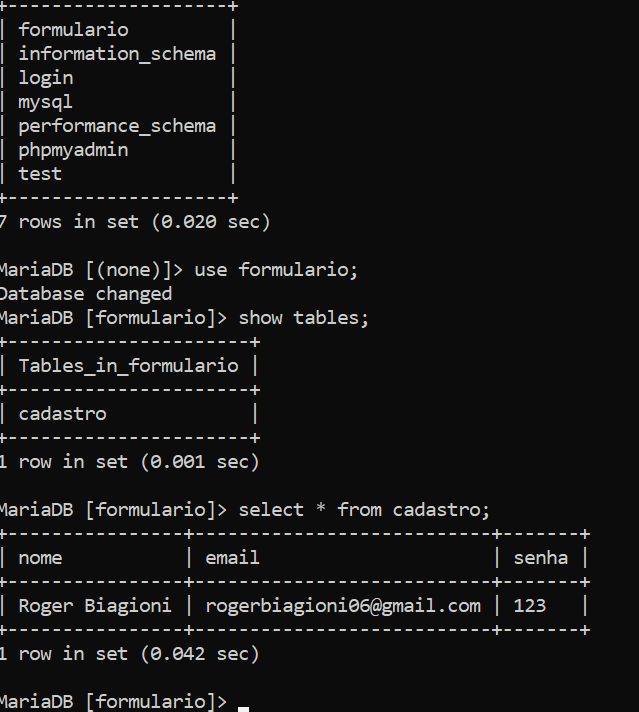 +--------------------+
| formulario         |
| information_schema |
| login              |
| mysql              |
| performance_schema |
| phpmyadmin         |
| test               |
+--------------------+
7 rows in set (0.020 sec)

MariaDB [(none)]> use formulario;
Database changed
MariaDB [formulario]> show tables;
+----------------------+
| Tables_in_formulario |
+----------------------+
| cadastro             |
+----------------------+
1 row in set (0.001 sec)

MariaDB [formulario]> select * from cadastro;
+----------------+---------------------------+-------+
| nome           | email                     | senha |
+----------------+---------------------------+-------+
| Roger Biagioni | rogerbiagioni06@gmail.com | 123   |
+----------------+---------------------------+-------+
1 row in set (0.042 sec)

MariaDB [formulario]>